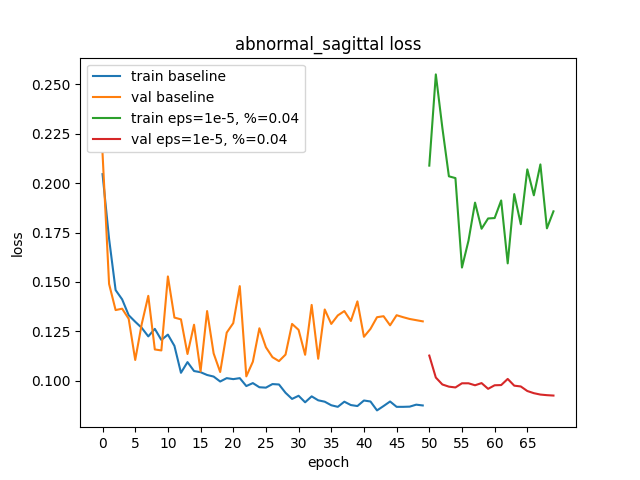 abnormal_sagittal loss
train baseline
val baseline
train eps=1e-5, %=0.04
val eps=1e-5, %=0.04
0.250
0.225
0.200
0.175
0.150
0.125
0.100
loss
0 5 10 15 20 25 30 35 40 45 50 55 60 65
epoch